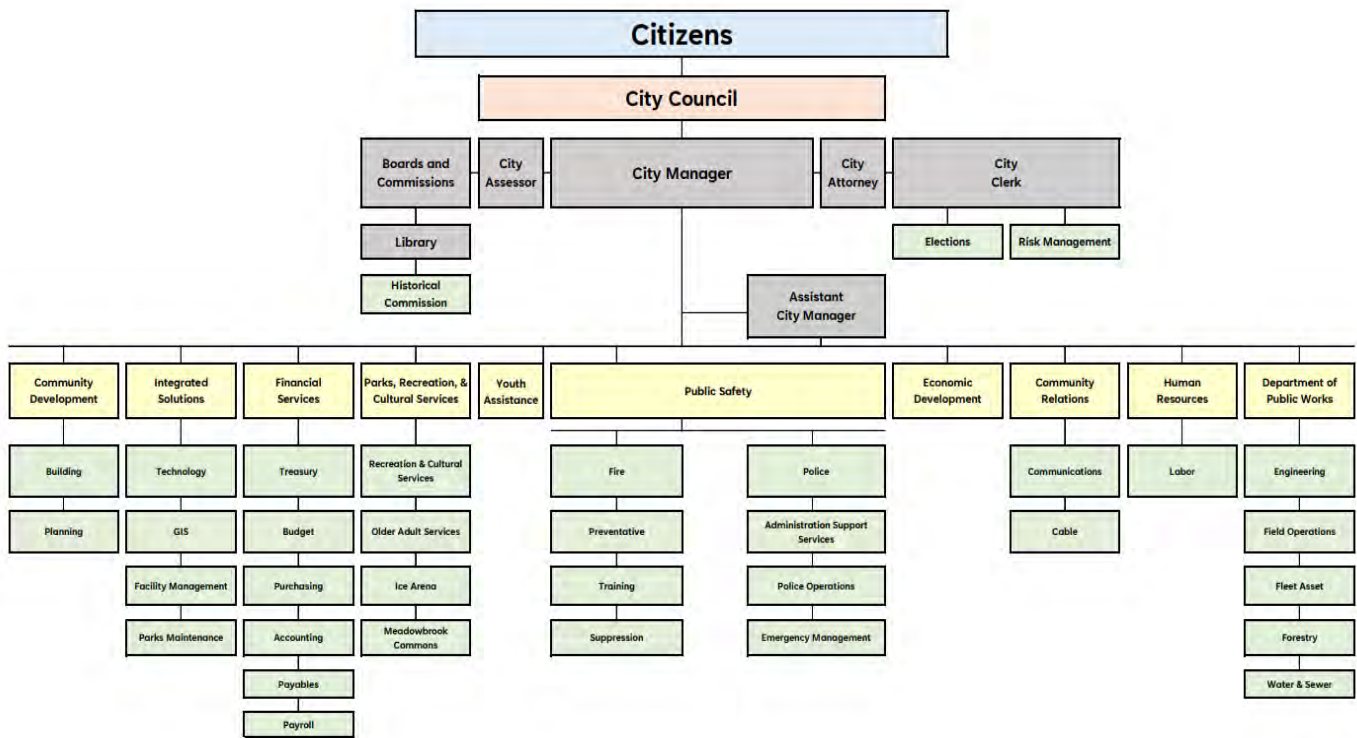 Citizens
City Council
Boards and
Commissions
City
Assessor
City Manager
City
Attorney
City
Clerk
Library
Elections
Risk Management
Historical
Commission
Assistant
City Manager
Community
Development
Integrated
Solutions
Financial
Services
Parks, Recreation, &
Cultural Services
Youth
Assistance
Public Safety
Economic
Development
Community
Relations
Human
Resources
Department of
Public Works
Building
Technology
Treasury
Recreation & Cultural
Services
Fire
Police
Communications
Labor
Engineering
Planning
GIS
Budget
Older Adult Services
Preventative
Administration Support
Services
Cable
Field Operations
Facility Management
Purchasing
Ice Arena
Training
Police Operations
Fleet Asset
Parks Maintenance
Accounting
Meadowbrook
Commons
Suppression
Emergency Management
Forestry
Payables
Water & Sewer
Payroll